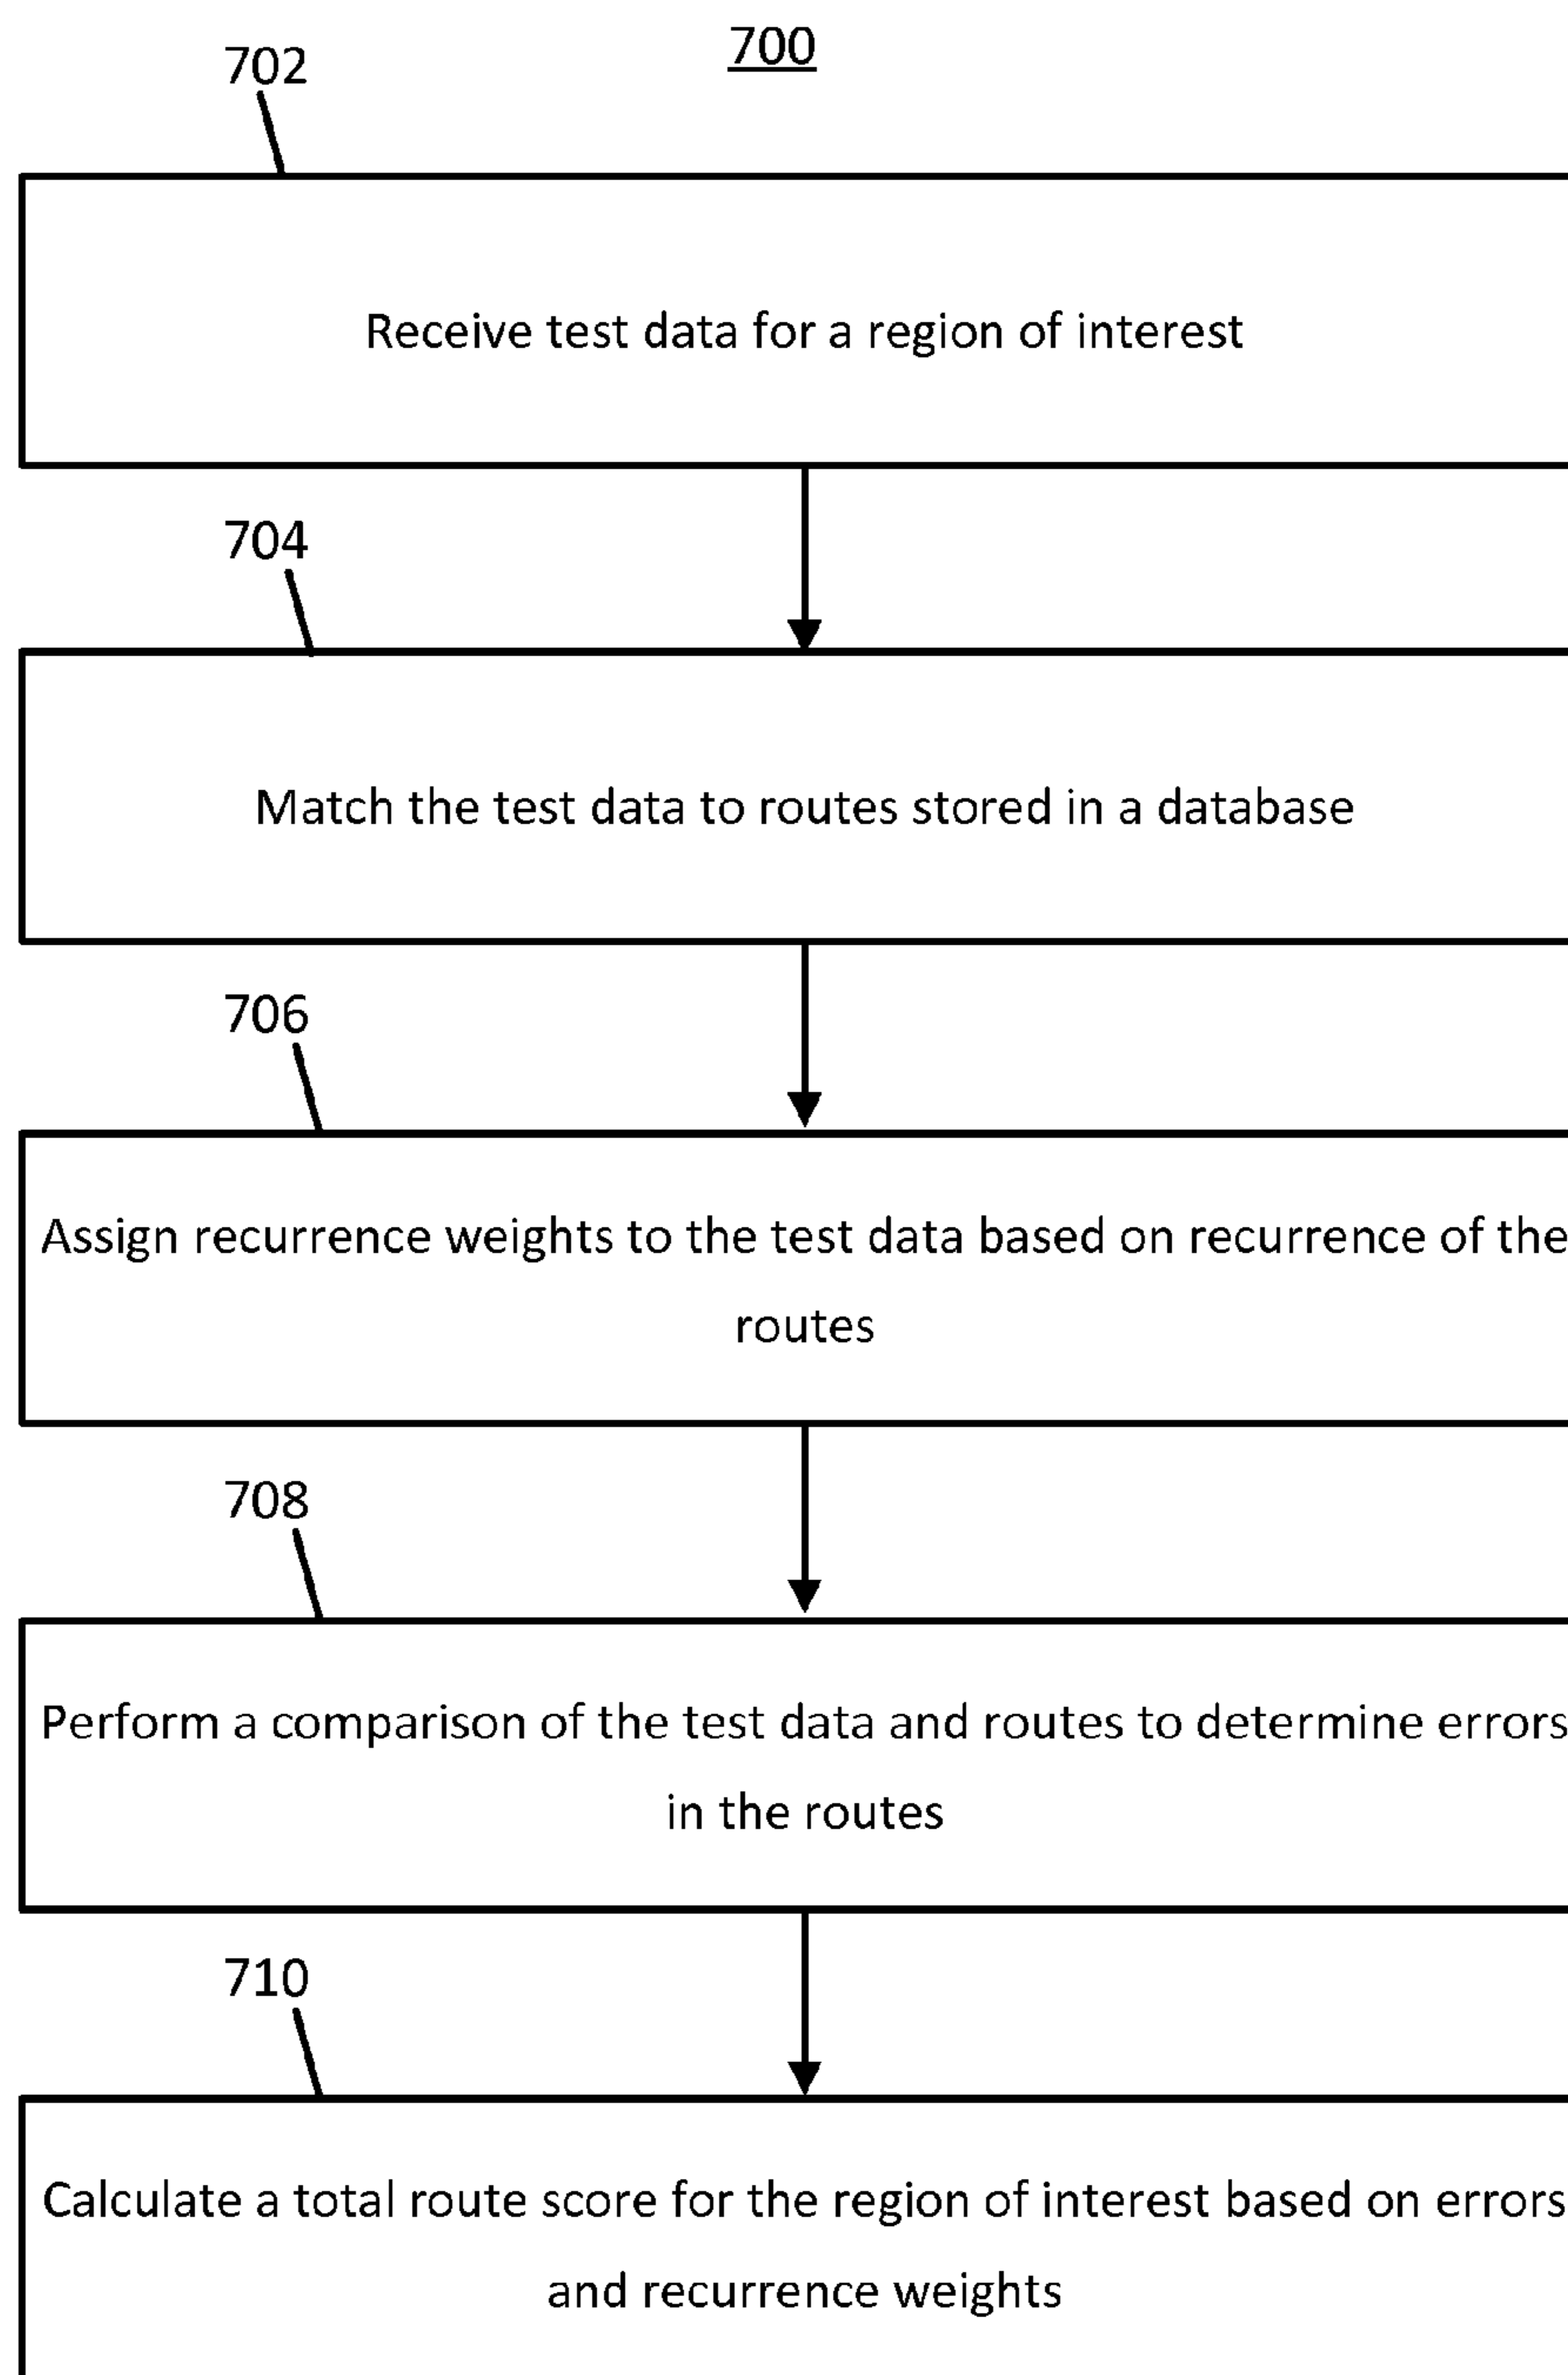 700
702
Receive test data for a region of interest
704
Match the test data to routes stored in a database
706
Assign recurrence weights to the test data based on recurrence of the
routes
708
Perform a comparison of the test data and routes to determine errors
in the routes
710
Calculate a total route score for the region of interest based on errors
and recurrence weights